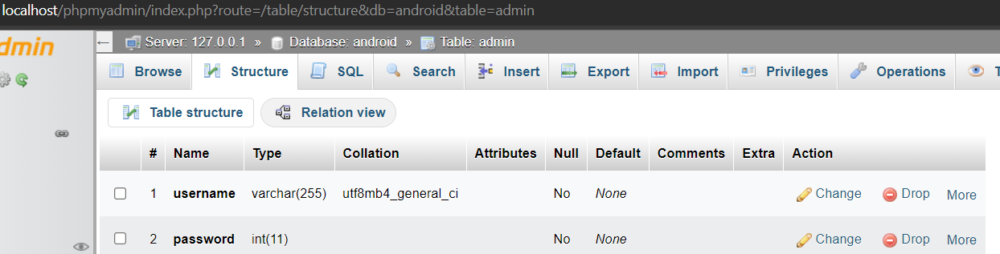 localhost/phpmyadmin/index.php?route=/table/structure&db=android&table=admin
dmin
← Server: 127.0.0.1 » Database: android » Table: admin
Browse Structure SQL Search Insert Export Import Privileges Operations T
Table structure Relation view
# Name Type Collation Attributes Null Default Comments Extra Action
1 username varchar(255) utf8mb4_general_ci No None Change Drop More
2 password int(11) No None Change Drop More